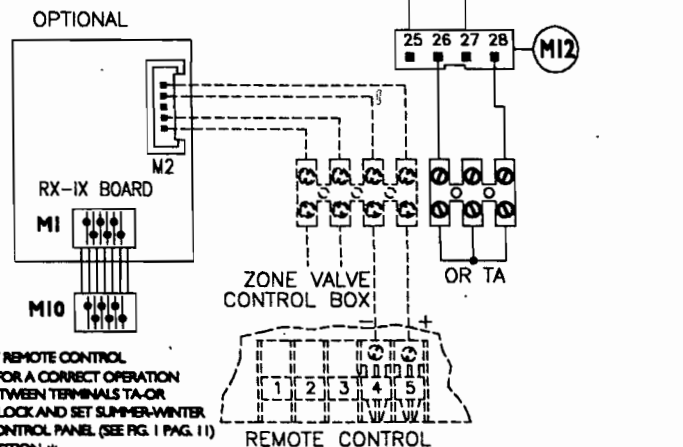 OPTIONAL
25 26 27 28
M12
M2
RX-IX BOARD
M1
ZONE VALVE
CONTROL BOX
OR TA
M10
− +
REMOTE CONTROL
FOR A CORRECT OPERATION
TWEEN TERMINALS TA-OR
LOCK AND SET SUMMER-WINTER
ONTROL PANEL (SEE FIG. 1 PAG. 11)
1 2 3 4 5
REMOTE CONTROL